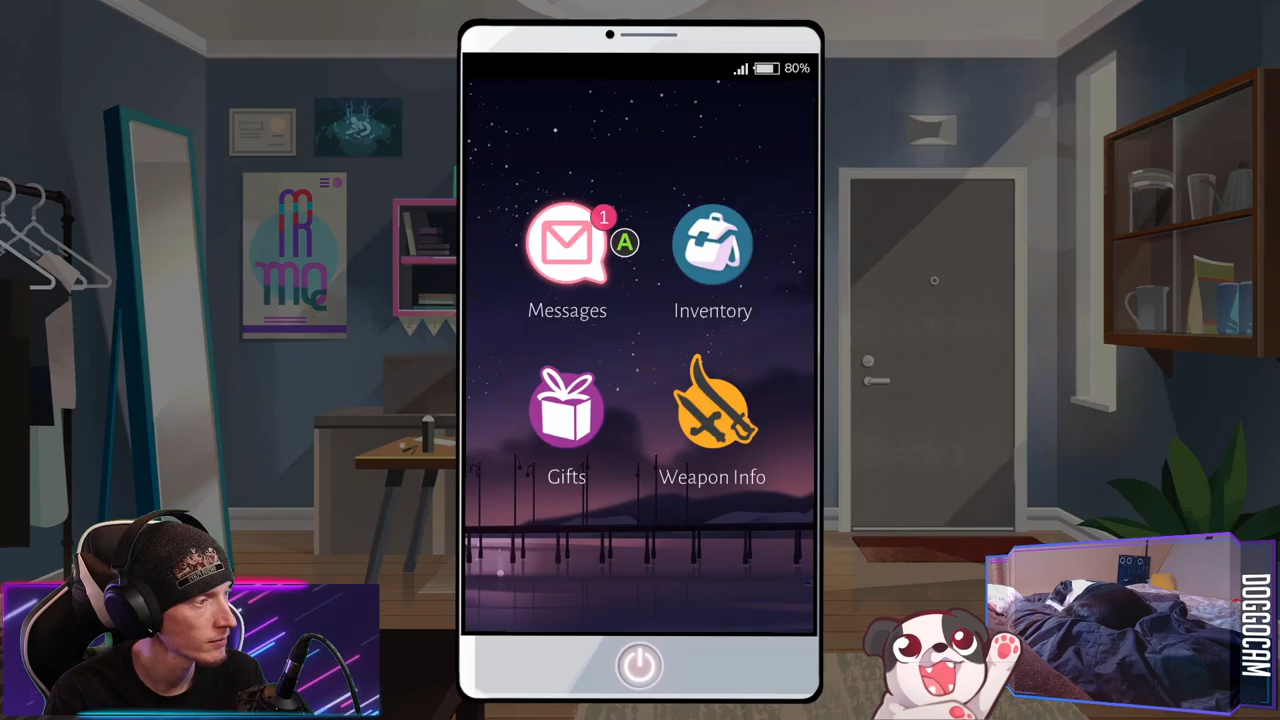 80%
1
A
Messages
Inventory
Gifts
Weapon Info
DOGGOCAM